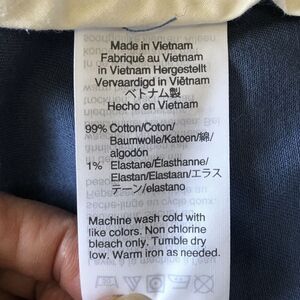 Made in Vietnam
Fabriqué au Vietnam
in Vietnam Hergestellt
Vervaardigd in Viêtnam
ベトナム製
Hecho en Vietnam
99% Cotton/Coton/
Baumwolle/Katoen/綿/
algodón
1% Elastane/Élasthanne/
Elastan/Elastaan/エラス
テーン/elastano
Machine wash cold with
like colors. Non chlorine
bleach only. Tumble dry
low. Warm iron as needed.